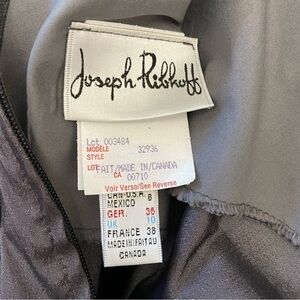 Joseph Ribkoff
Lot 003484
MODELE
STYLE 32936
LOT FAIT/MADE IN/CANADA
CA 00710
Voir Verso/See Reverse
CAN-U.S.A. 8
MEXICO
GER. 36
UK 10
FRANCE 38
MADE IN/FAIT AU
CANADA